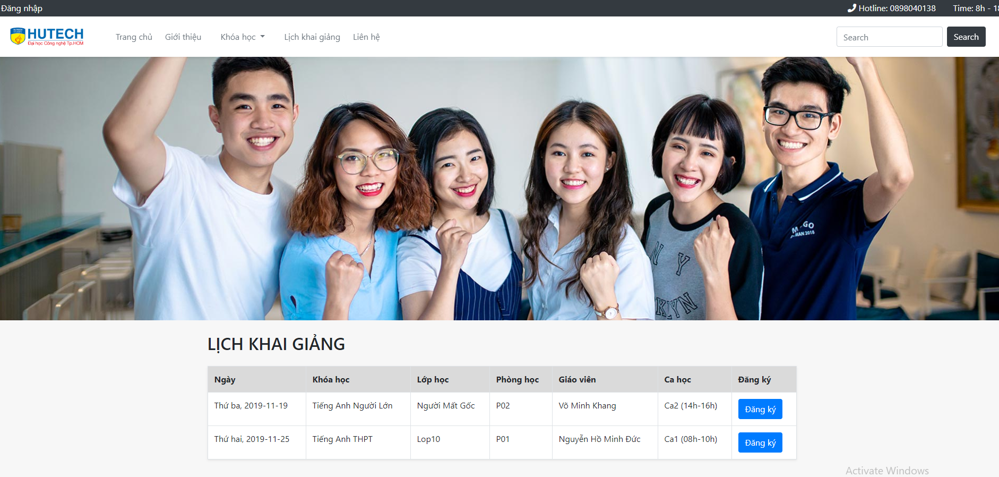 Đăng nhập
Hotline: 0898040138
Time: 8h - 18
HUTECH
Đại học Công nghệ Tp.HCM
Trang chủ
Giới thiệu
Khóa học
Lịch khai giảng
Liên hệ
Search
Search
NY
KLYN
MAN 2018
LỊCH KHAI GIẢNG
Ngày Khóa học Lớp học Phòng học Giáo viên Ca học Đăng ký
Thứ ba, 2019-11-19 Tiếng Anh Người Lớn Người Mất Gốc P02 Võ Minh Khang Ca2 (14h-16h) Đăng ký
Thứ hai, 2019-11-25 Tiếng Anh THPT Lop10 P01 Nguyễn Hồ Minh Đức Ca1 (08h-10h) Đăng ký
Activate Windows